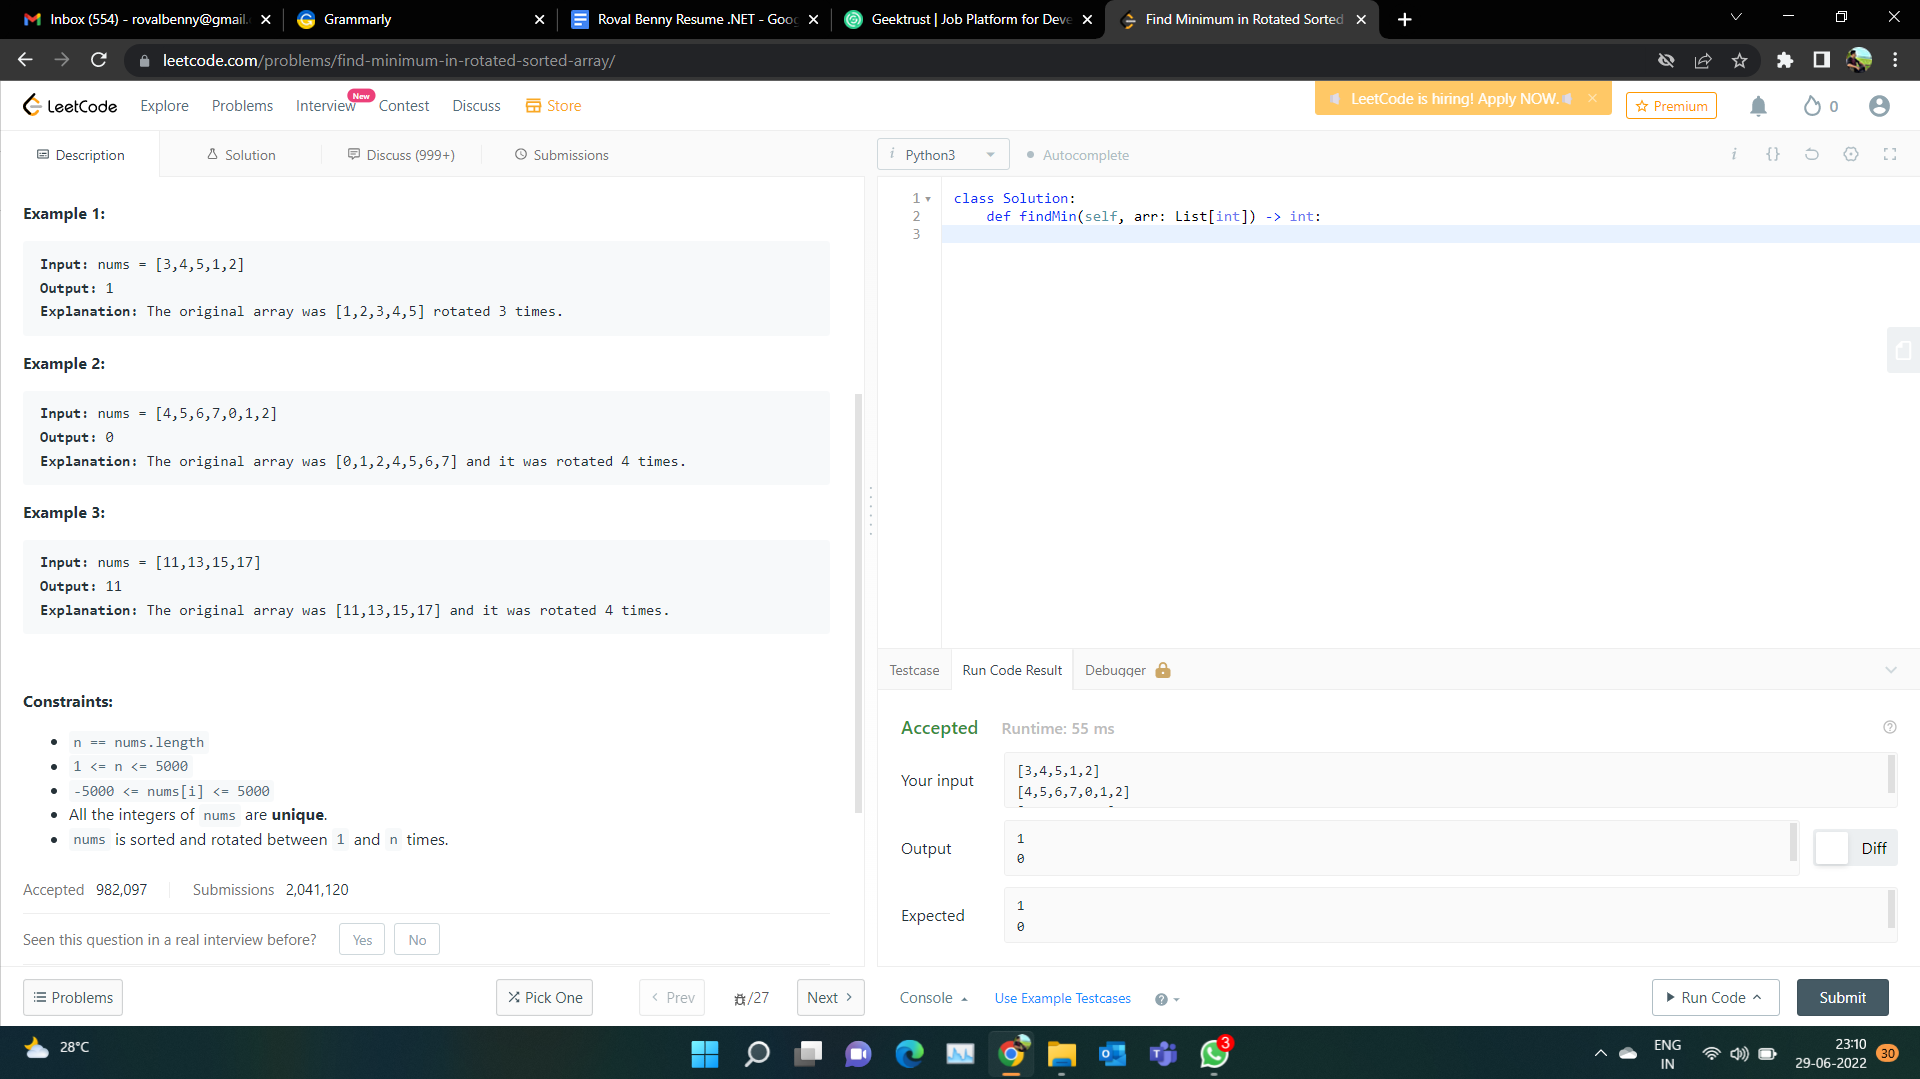 Inbox (554) - rovalbenny@gmail.
Grammarly
Roval Benny Resume .NET - Goog
Geektrust | Job Platform for Deve
Find Minimum in Rotated Sorted
leetcode.com/problems/find-minimum-in-rotated-sorted-array/
LeetCode
Explore
Problems
Interview
New
Contest
Discuss
Store
LeetCode is hiring! Apply NOW.
Premium
0
Description
Solution
Discuss (999+)
Submissions
i Python3
Autocomplete
i {}
Example 1:
Input: nums = [3,4,5,1,2]
Output: 1
Explanation: The original array was [1,2,3,4,5] rotated 3 times.
Example 2:
Input: nums = [4,5,6,7,0,1,2]
Output: 0
Explanation: The original array was [0,1,2,4,5,6,7] and it was rotated 4 times.
Example 3:
Input: nums = [11,13,15,17]
Output: 11
Explanation: The original array was [11,13,15,17] and it was rotated 4 times.
Constraints:
n == nums.length
1 <= n <= 5000
-5000 <= nums[i] <= 5000
All the integers of nums are unique.
nums is sorted and rotated between 1 and n times.
Accepted 982,097
Submissions 2,041,120
Seen this question in a real interview before?
Yes
No
Problems
Pick One
Prev
/27
Next
1 class Solution:
2 def findMin(self, arr: List[int]) -> int:
3
Testcase
Run Code Result
Debugger
Accepted
Runtime: 55 ms
Your input
[3,4,5,1,2]
[4,5,6,7,0,1,2]
Output
1
0
Diff
Expected
1
0
Console
Use Example Testcases
Run Code
Submit
28°C
3
ENG
IN
23:10
29-06-2022
30